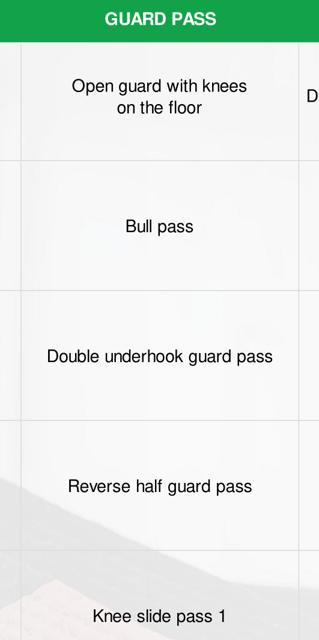 GUARD PASS
Open guard with knees
on the floor
D
Bull pass
Double underhook guard pass
Reverse half guard pass
Knee slide pass 1